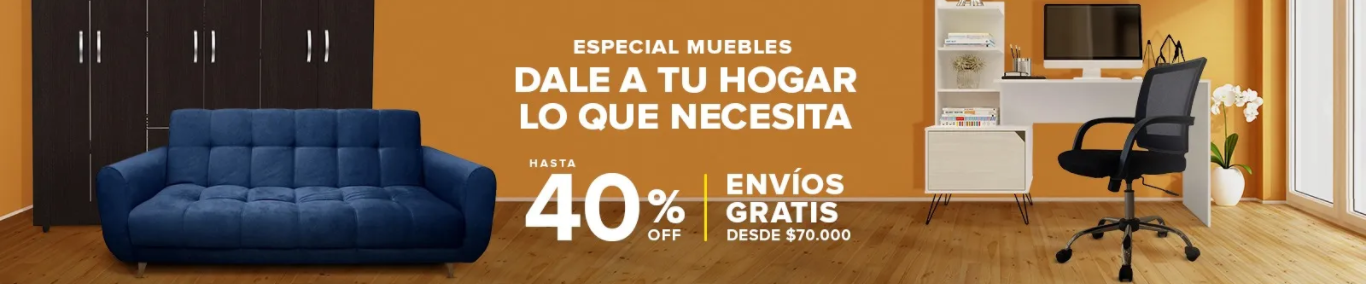 ESPECIAL MUEBLES
DALE A TU HOGAR
LO QUE NECESITA
HASTA
40%
OFF
ENVÍOS
GRATIS
DESDE $70.000